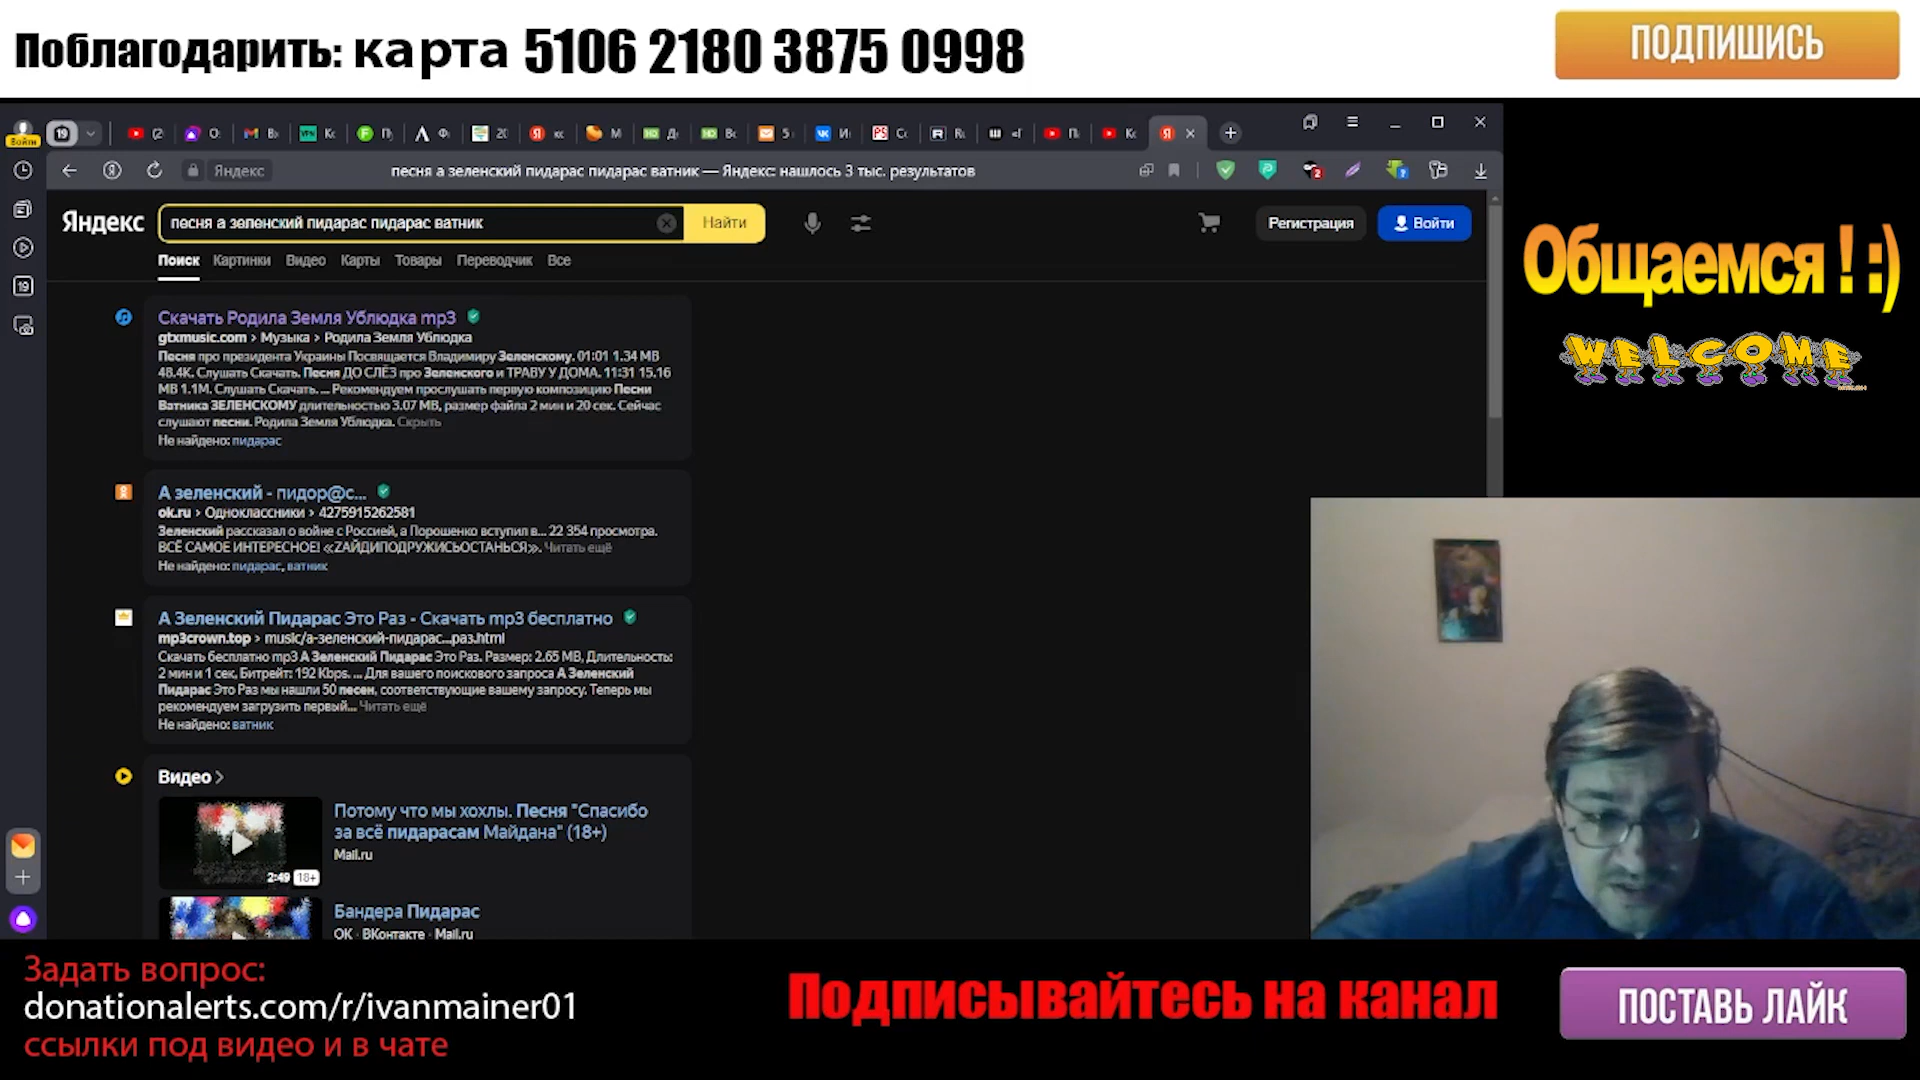 Поблагодарить: карта 5106 2180 3875 0998
ПОДПИШИСЬ
Войти
19
Яндекс
песня а зеленский пидарас пидарас ватник — Яндекс: нашлось 3 тыс. результатов
Яндекс
песня а зеленский пидарас пидарас ватник
Найти
Регистрация
Войти
Поиск Картинки Видео Карты Товары Переводчик Все
Общаемся ! :)
WELCOME
Скачать Родила Земля Ублюдка mp3
gtxmusic.com > Музыка > Родила Земля Ублюдка
Песня про президента Украины Посвящается Владимиру Зеленскому. 01:01 1.34 MB
48.4K. Слушать Скачать. Песня ДО СЛЁЗ про Зеленского и ТРАВУ У ДОМА. 11:31 15.16
MB 1.1M. Слушать Скачать. ... Рекомендуем прослушать первую композицию Песни
Ватника ЗЕЛЕНСКОМУ длительностью 3.07 MB, размер файла 2 мин и 20 сек. Сейчас
слушают песни. Родила Земля Ублюдка. Скрыть
Не найдено: пидарас
А зеленский - пидор@с...
ok.ru > Одноклассники > 4275915262581
Зеленский рассказал о войне с Россией, а Порошенко вступил в... 22 354 просмотра.
ВСЁ САМОЕ ИНТЕРЕСНОЕ! «ZАЙДИПОДРУЖИСЬОСТАНЬСЯ». Читать ещё
Не найдено: пидарас, ватник
А Зеленский Пидарас Это Раз - Скачать mp3 бесплатно
mp3crown.top > music/а-зеленский-пидарас...раз.html
Скачать бесплатно mp3 А Зеленский Пидарас Это Раз. Размер: 2.65 MB, Длительность:
2 мин и 1 сек, Битрейт: 192 Kbps. ... Для вашего поискового запроса А Зеленский
Пидарас Это Раз мы нашли 50 песен, соответствующие вашему запросу. Теперь мы
рекомендуем загрузить первый... Читать ещё
Не найдено: ватник
Видео >
Потому что мы хохлы. Песня "Спасибо
за всё пидарасам Майдана" (18+)
Mail.ru
2:49 18+
Бандера Пидарас
ОК · ВКонтакте · Mail.ru
Задать вопрос:
donationalerts.com/r/ivanmainer01
ссылки под видео и в чате
Подписывайтесь на канал
ПОСТАВЬ ЛАЙК